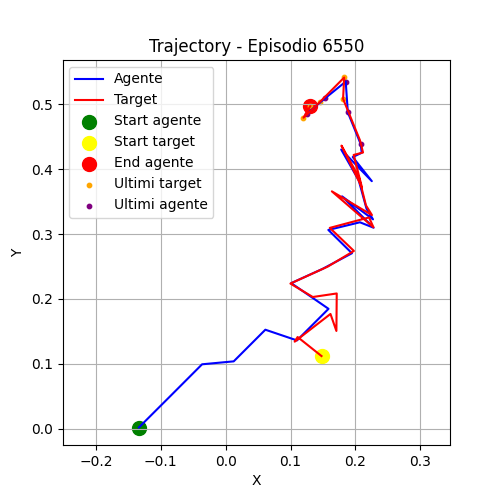 Trajectory - Episodio 6550
Agente
Target
Start agente
Start target
End agente
Ultimi target
Ultimi agente
Y
0.5
0.4
0.3
0.2
0.1
0.0
−0.2 −0.1 0.0 0.1 0.2 0.3
X